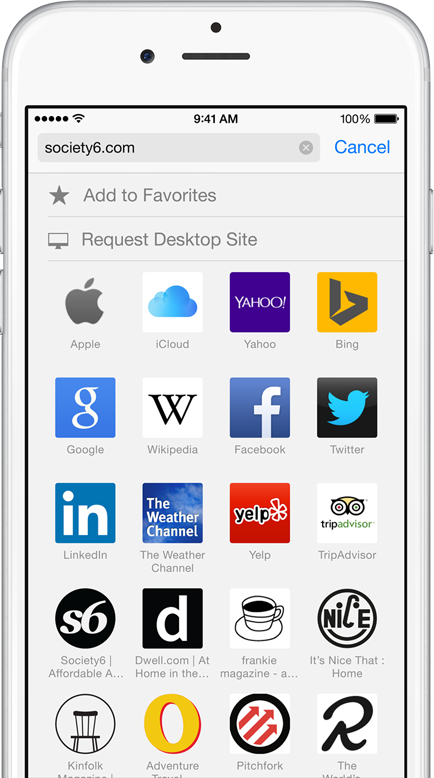 9:41 AM 100%
society6.com Cancel
Add to Favorites
Request Desktop Site
YAHOO!
Apple iCloud Yahoo Bing
g W f
Google Wikipedia Facebook Twitter
in The Weather Channel yelp tripadvisor
LinkedIn The Weather Yelp TripAdvisor
Channel
s6 d NICE
Society6 | Dwell.com | At frankie It's Nice That :
Affordable A... Home in the... magazine - a... Home
O R
Kinfolk Adventure Pitchfork The
Magazine | Travel World's